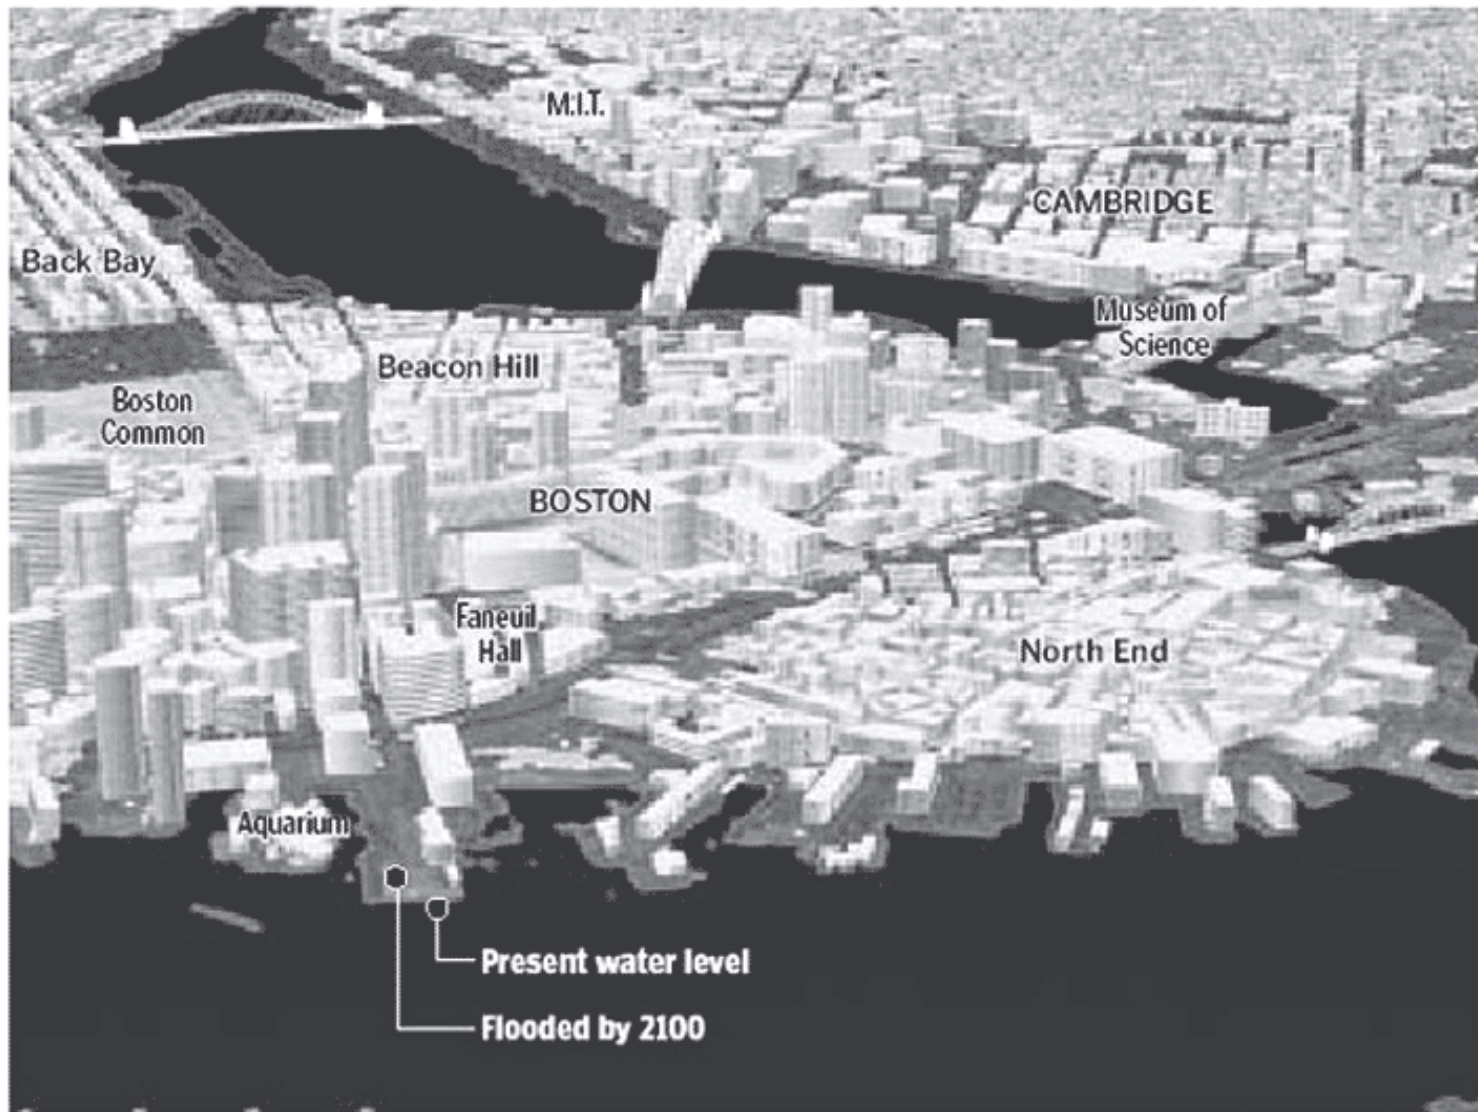 M.I.T.
CAMBRIDGE
Back Bay
Museum of
Science
Beacon Hill
Boston
Common
BOSTON
Faneuil
Hall
North End
Aquarium
Present water level
Flooded by 2100